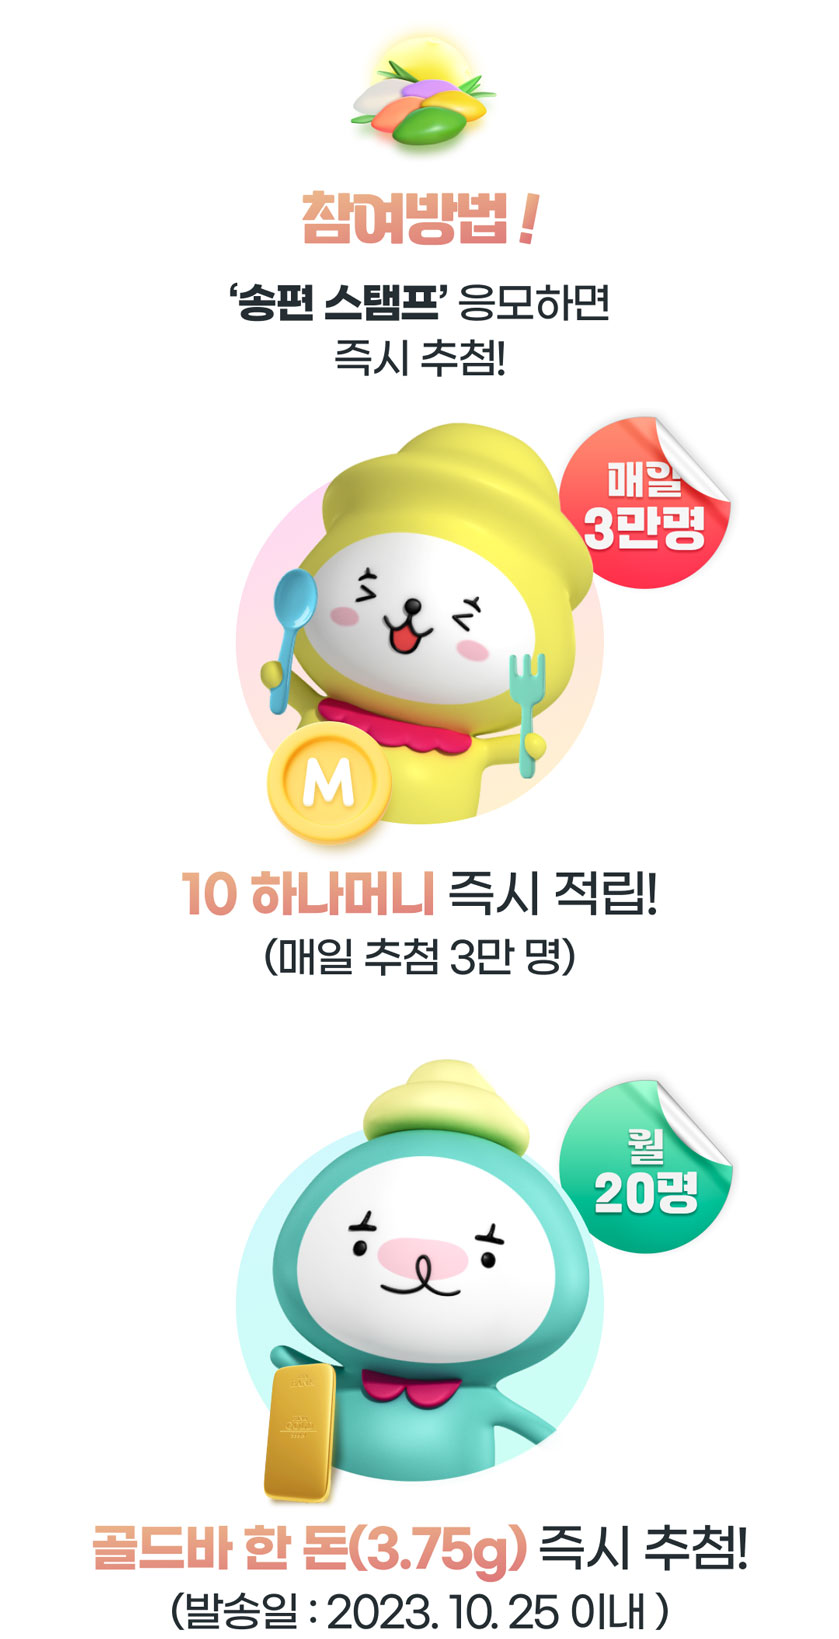 참여방법!
‘송편 스탬프’ 응모하면
즉시 추첨!
매일
3만명
M
10 하나머니 즉시 적립!
(매일 추첨 3만 명)
월
20명
골드바 한 돈(3.75g) 즉시 추첨!
(발송일 : 2023. 10. 25 이내 )